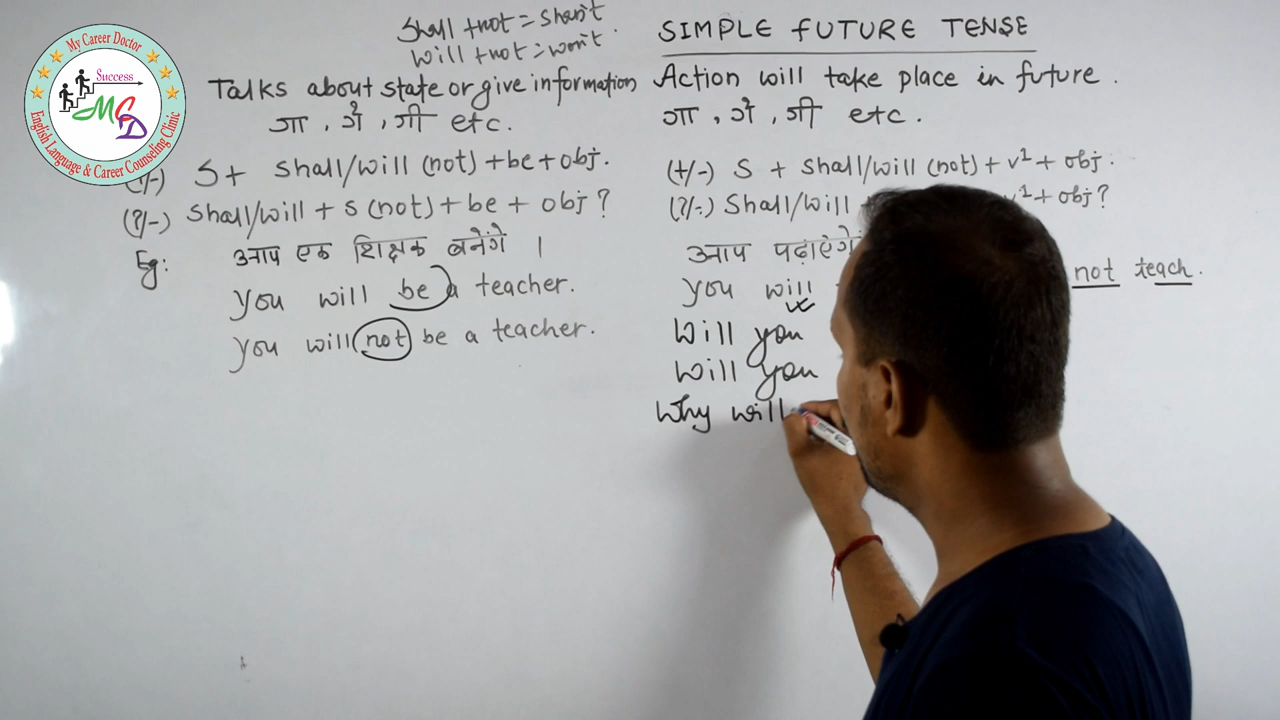 My Career Doctor
Success
MCD
English Language & Career Counseling Clinic
Shall + not = Shan't
Will + not = won't
Talks about state or give information
गा, गे, गी etc.
(+/-) S + Shall/will (not) + be + obj.
(?/-) Shall/will + S (not) + be + obj?
Eg: आप एक शिक्षक बनेंगे ।
You will be a teacher.
You will not be a teacher.
SIMPLE FUTURE TENSE
Action will take place in future.
गा, गे, गी etc.
(+/-) S + Shall/will (not) + v¹ + obj.
(?/-) Shall/will v¹ + obj?
आप पढ़ाएंगे
You will not teach.
Will you
Will you
Why will